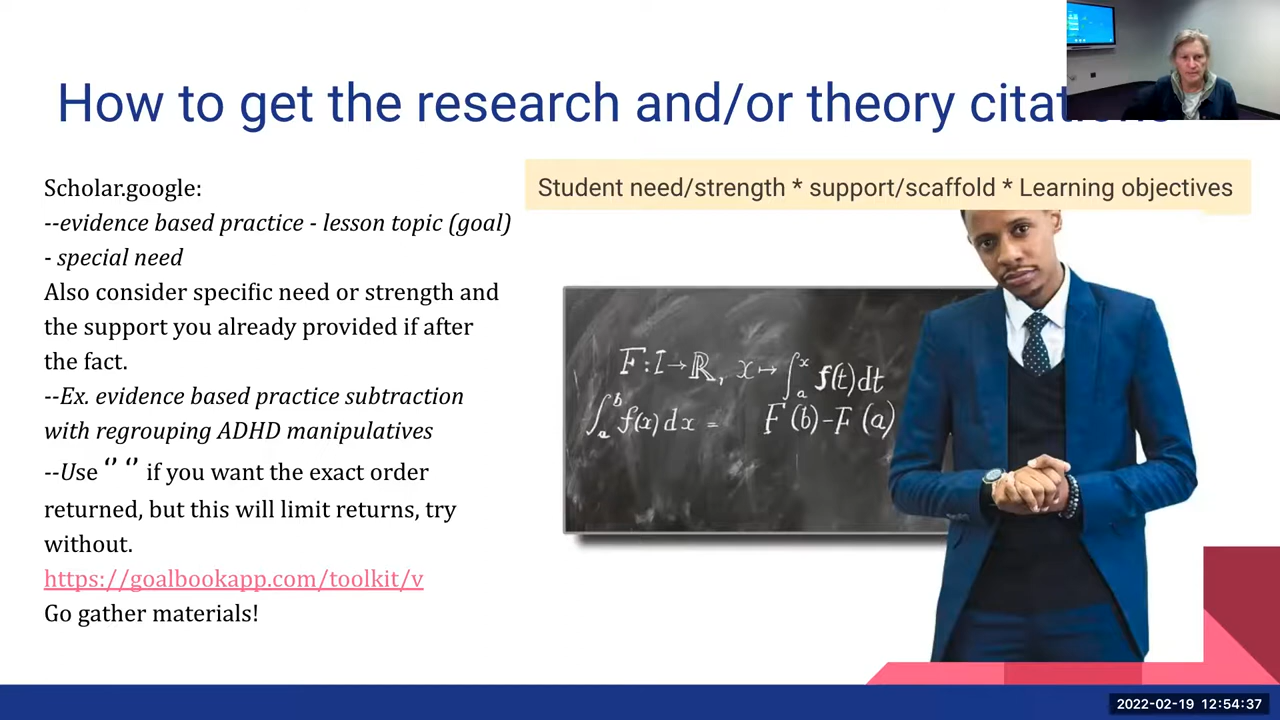 How to get the research and/or theory
Student need/strength * support/scaffold * Learning objectives
Scholar.google:
--evidence based practice - lesson topic (goal)
- special need
Also consider specific need or strength and
the support you already provided if after
the fact.
--Ex. evidence based practice subtraction
with regrouping ADHD manipulatives
--Use “ “ if you want the exact order
returned, but this will limit returns, try
without.
https://goalbookapp.com/toolkit/v
Go gather materials!
F : I → ℝ, x ↦ ∫ₐˣ f(t)dt
∫ₐᵇ f(x)dx = F(b)-F(a)
2022-02-19 12:54:37